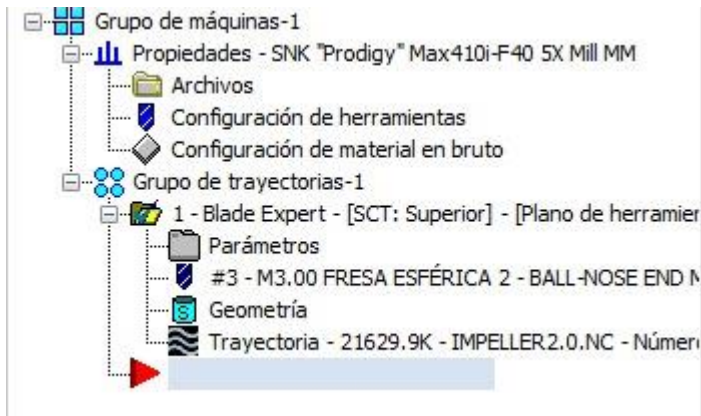 Grupo de máquinas-1
Propiedades - SNK "Prodigy" Max410i-F40 5X Mill MM
Archivos
Configuración de herramientas
Configuración de material en bruto
Grupo de trayectorias-1
1 - Blade Expert - [SCT: Superior] - [Plano de herramier
Parámetros
#3 - M3.00 FRESA ESFÉRICA 2 - BALL-NOSE END M
Geometría
Trayectoria - 21629.9K - IMPELLER2.0.NC - Númer